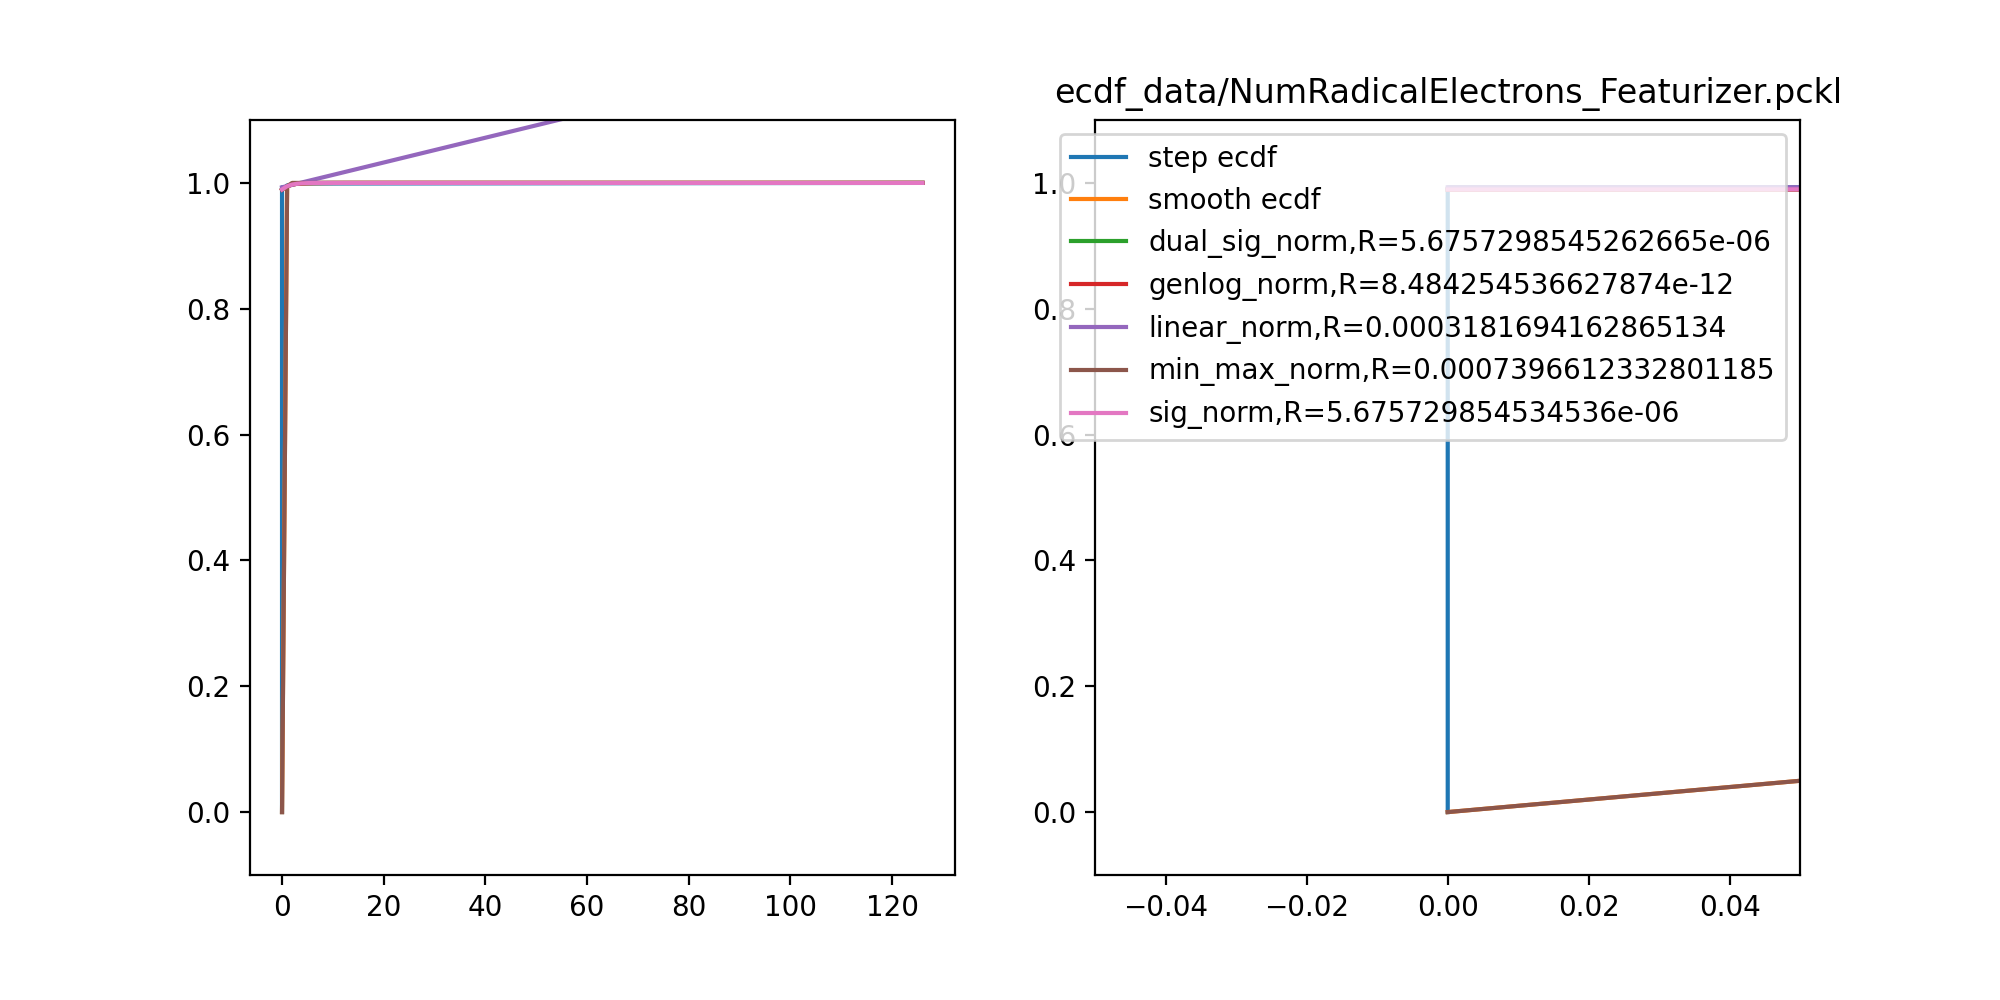 ecdf_data/NumRadicalElectrons_Featurizer.pckl
1.0
0.8
0.6
0.4
0.2
0.0
0 20 40 60 80 100 120
step ecdf
smooth ecdf
dual_sig_norm,R=5.6757298545262665e-06
genlog_norm,R=8.484254536627874e-12
linear_norm,R=0.0003181694162865134
min_max_norm,R=0.0007396612332801185
sig_norm,R=5.675729854534536e-06
1.0
0.8
0.6
0.4
0.2
0.0
−0.04 −0.02 0.00 0.02 0.04